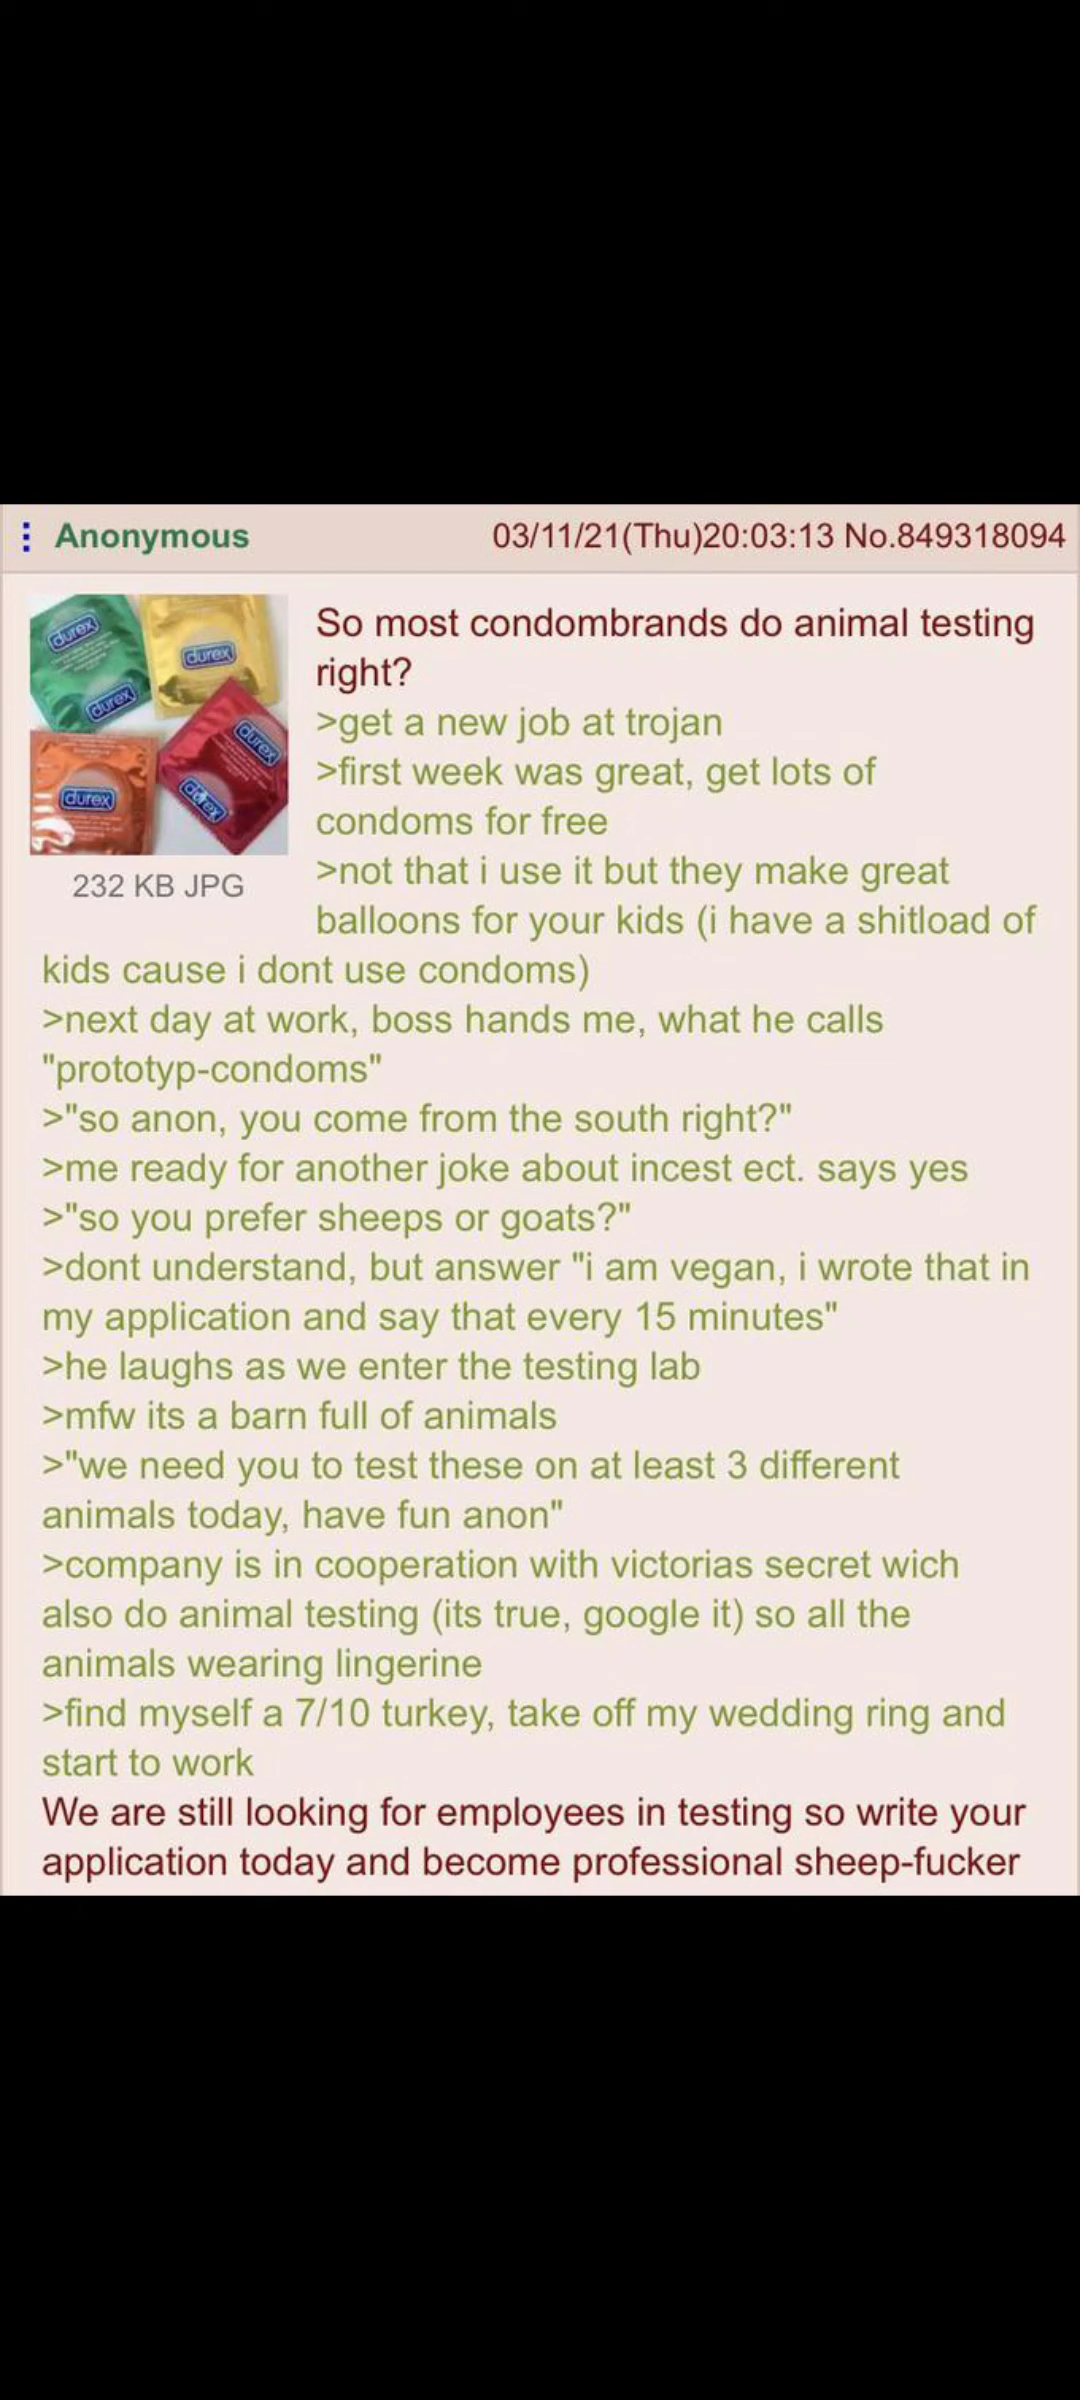 Anonymous 03/11/21(Thu)20:03:13 No.849318094
durex
durex
durex
durex
durex
durex
232 KB JPG
So most condombrands do animal testing
right?
>get a new job at trojan
>first week was great, get lots of
condoms for free
>not that i use it but they make great
balloons for your kids (i have a shitload of
kids cause i dont use condoms)
>next day at work, boss hands me, what he calls
"prototyp-condoms"
>"so anon, you come from the south right?"
>me ready for another joke about incest ect. says yes
>"so you prefer sheeps or goats?"
>dont understand, but answer "i am vegan, i wrote that in
my application and say that every 15 minutes"
>he laughs as we enter the testing lab
>mfw its a barn full of animals
>"we need you to test these on at least 3 different
animals today, have fun anon"
>company is in cooperation with victorias secret wich
also do animal testing (its true, google it) so all the
animals wearing lingerine
>find myself a 7/10 turkey, take off my wedding ring and
start to work
We are still looking for employees in testing so write your
application today and become professional sheep-fucker